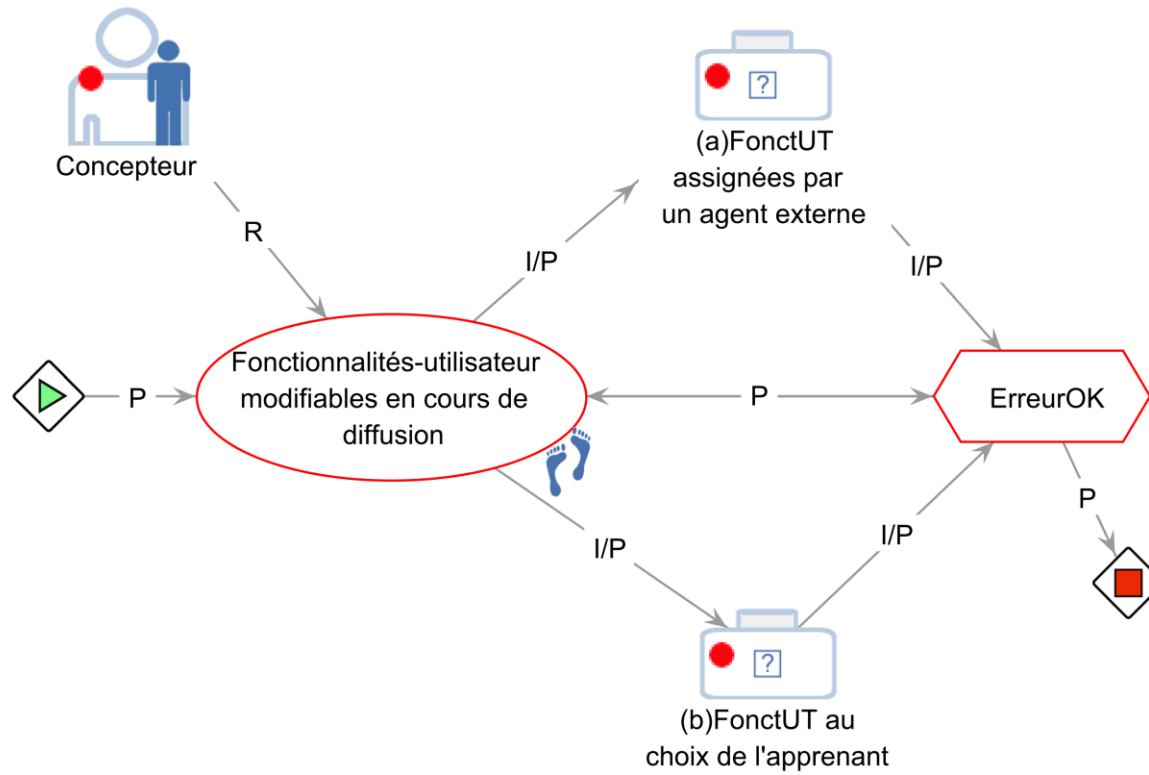 Concepteur
(a)FonctUT
assignées par
un agent externe
R
I/P
I/P
P
Fonctionnalités-utilisateur
modifiables en cours de
diffusion
P
ErreurOK
I/P
I/P
P
?
?
(b)FonctUT au
choix de l'apprenant